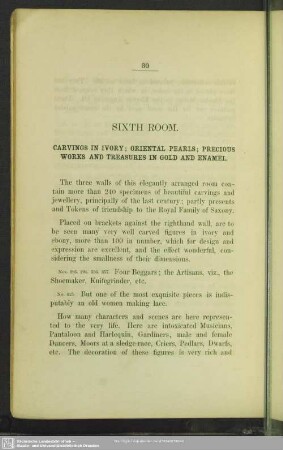 89
SIXTH ROOM.
CARVINGS IN IVORY; ORIENTAL PEARLS; PRECIOUS
WORKS AND TREASURES IN GOLD AND ENAMEL.
The three walls of this elegantly arranged room con-
tain more than 240 specimens of beautiful carvings and
jewellery, principally of the last century; partly presents
and Tokens of friendship to the Royal Family of Saxony.
Placed on brackets against the righthand wall, are to
be seen many very well carved figures in ivory and
ebony, more than 100 in number, which for design and
expression are excellent, and the effect wonderful, con-
sidering the smallness of their dimensions.
Four Beggars; the Artisans, viz., the
Shoemaker, Knifegrinder, etc.
But one of the most exquisite pieces is indis-
putably an old women making lace.
How many characters and scenes are here represen-
ted to the very life. Here are intoxicated Musicians,
Pantaloon and Harlequin, Gardiners, male and female
Dancers, Moors at a sledge-race, Criers, Pedlars, Dwarfs,
etc. The decoration of these figures is very rich and